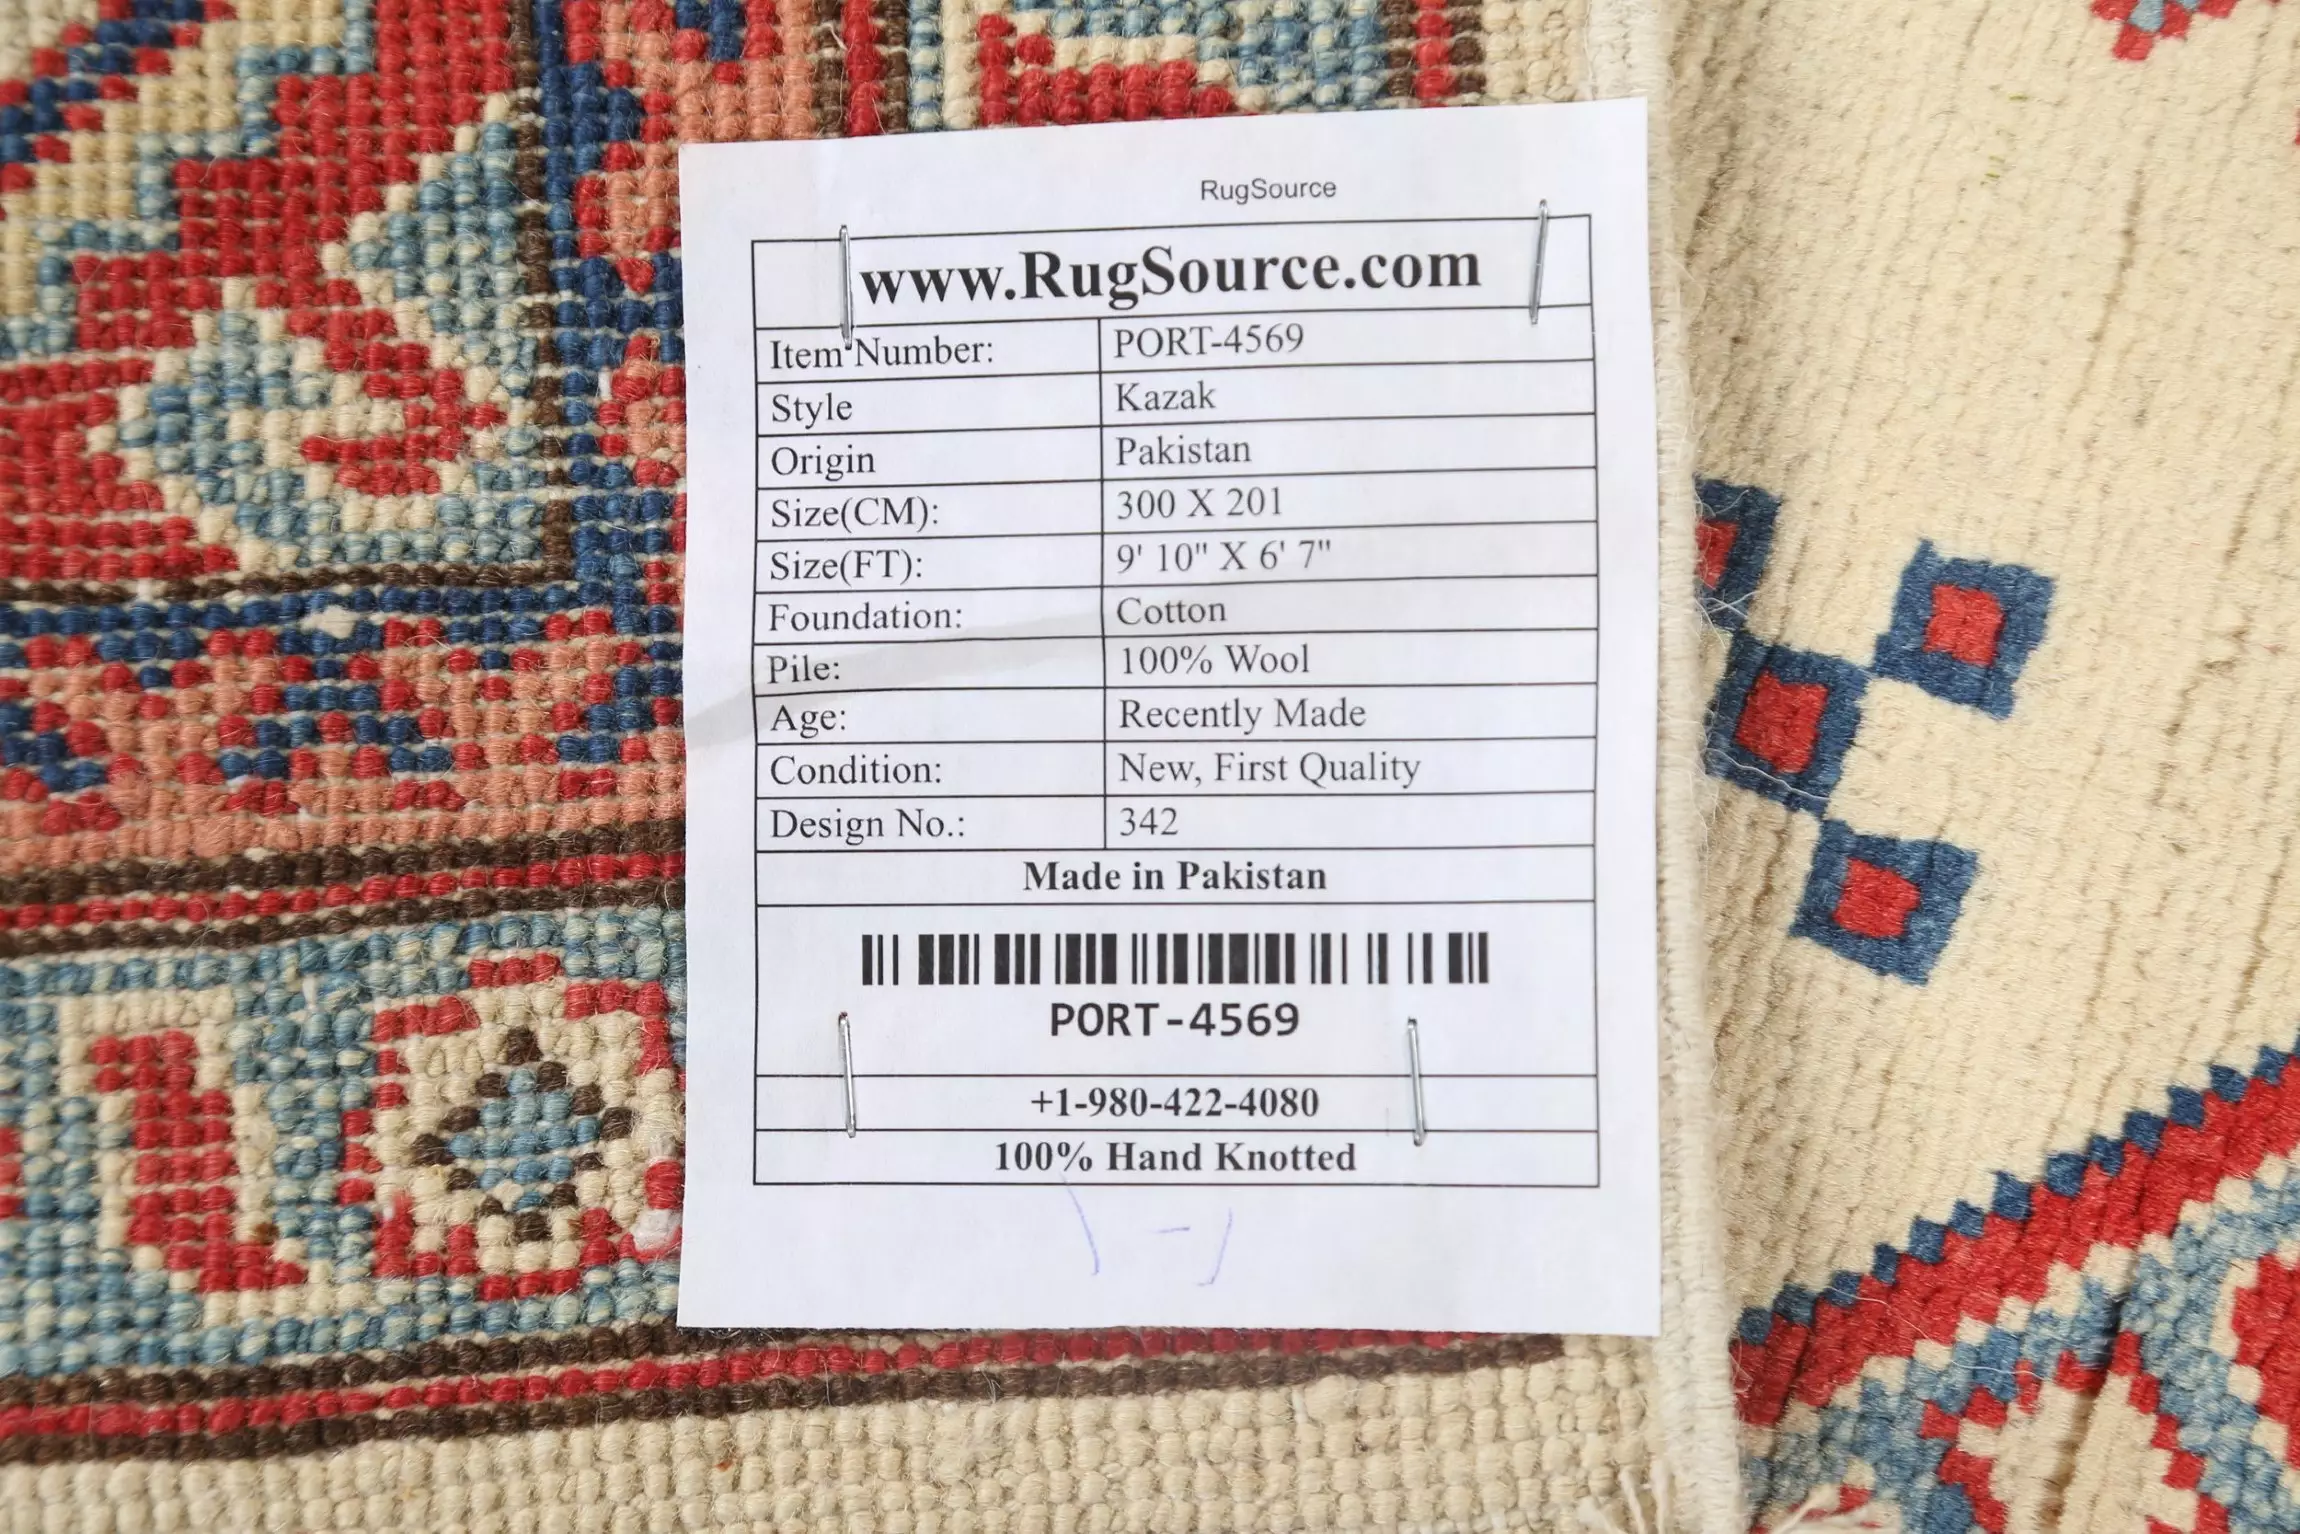 RugSource
www.RugSource.com
Item Number: PORT-4569
Style Kazak
Origin Pakistan
Size(CM): 300 X 201
Size(FT): 9' 10" X 6' 7"
Foundation: Cotton
Pile: 100% Wool
Age: Recently Made
Condition: New, First Quality
Design No.: 342
Made in Pakistan
PORT-4569
+1-980-422-4080
100% Hand Knotted